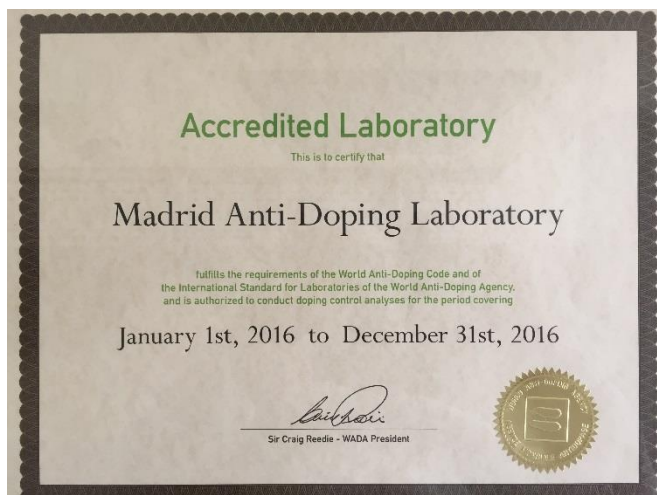 Accredited Laboratory
This is to certify that
Madrid Anti-Doping Laboratory
fulfills the requirements of the World Anti-Doping Code and of
the International Standard for Laboratories of the World Anti-Doping Agency,
and is authorized to conduct doping control analyses for the period covering
January 1st, 2016 to December 31st, 2016
Sir Craig Reedie - WADA President